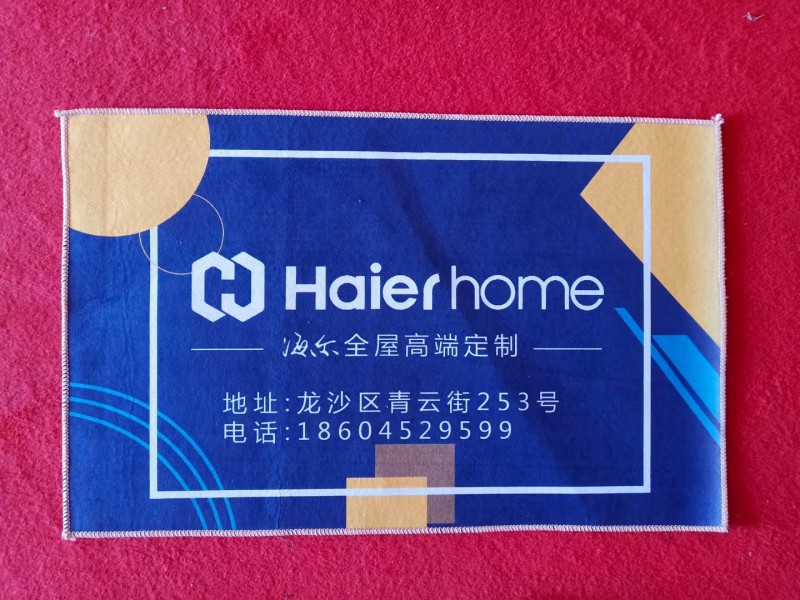 Haier home
海尔全屋高端定制
地址:龙沙区青云街253号
电话:18604529599